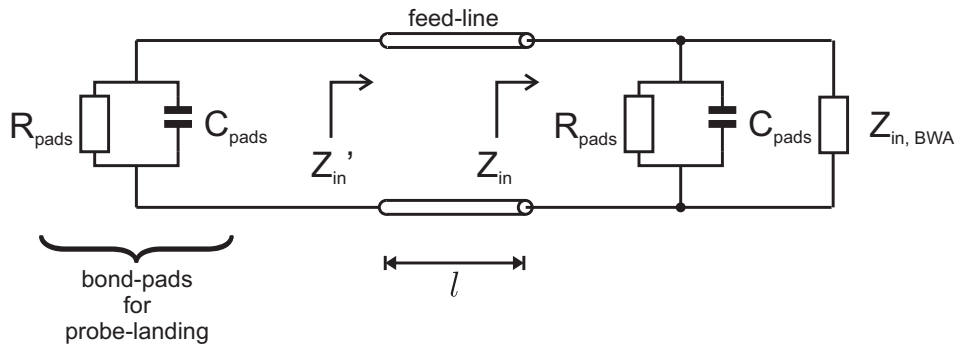 feed-line
R_pads
C_pads
Z_in'
Z_in
R_pads
C_pads
Z_in, BWA
l
bond-pads
for
probe-landing